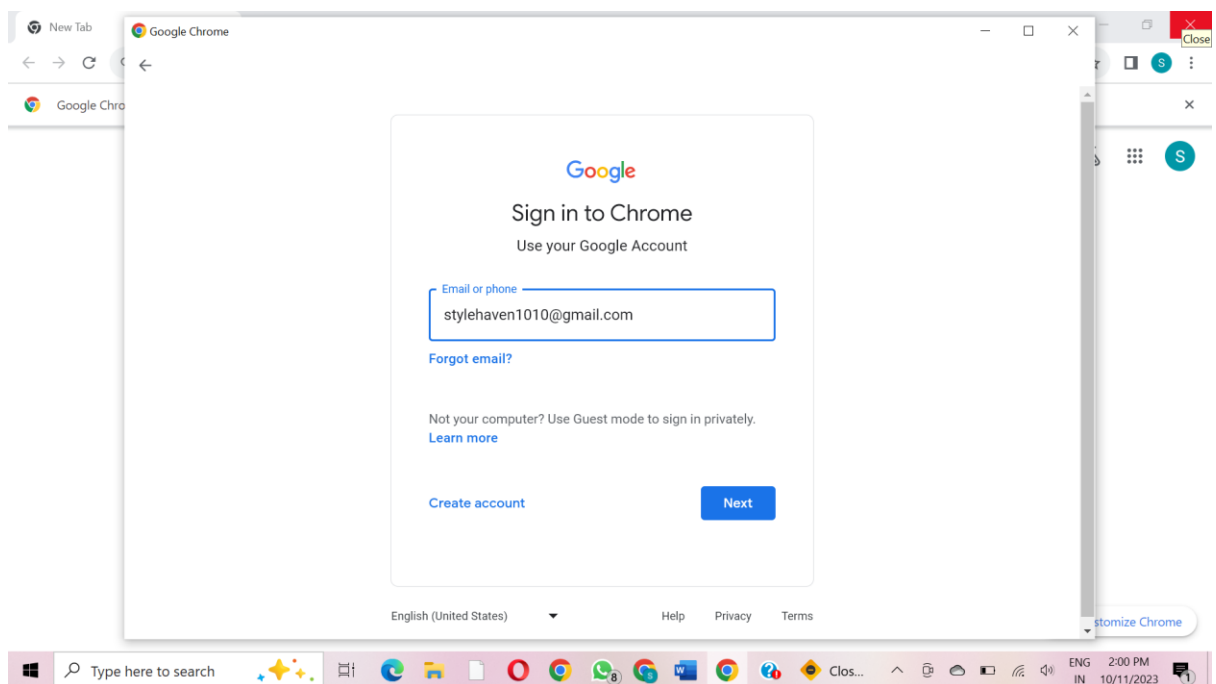 New Tab
Google Chrome
Close
S
Google Chro
S
Google
Sign in to Chrome
Use your Google Account
Email or phone
stylehaven1010@gmail.com
Forgot email?
Not your computer? Use Guest mode to sign in privately.
Learn more
Create account
Next
English (United States)
Help Privacy Terms
stomize Chrome
Type here to search
8
S
W
Clos...
ENG 2:00 PM
IN 10/11/2023
1